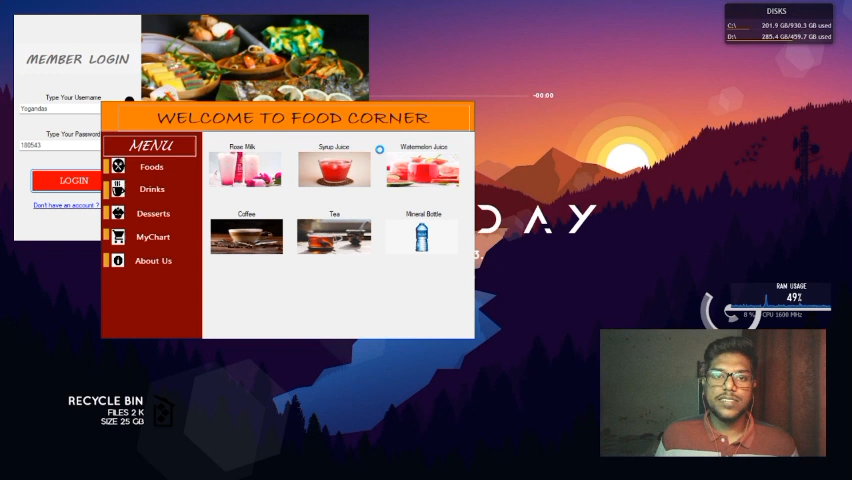 DISKS
C:\ 201.9 GB/930.3 GB used
D:\ 285.4 GB/459.7 GB used
MEMBER LOGIN
Type Your Username
Yogandas
Type Your Password
180543
LOGIN
Don't have an account ?
-00:00
WELCOME TO FOOD CORNER
MENU
Foods
Drinks
Desserts
MyChart
About Us
Rose Milk
Syrup Juice
Watermelon Juice
Coffee
Tea
Mineral Bottle
DAY
3.
RAM USAGE
49%
8 % CPU 1600 MHz
RECYCLE BIN
FILES 2 K
SIZE 25 GB